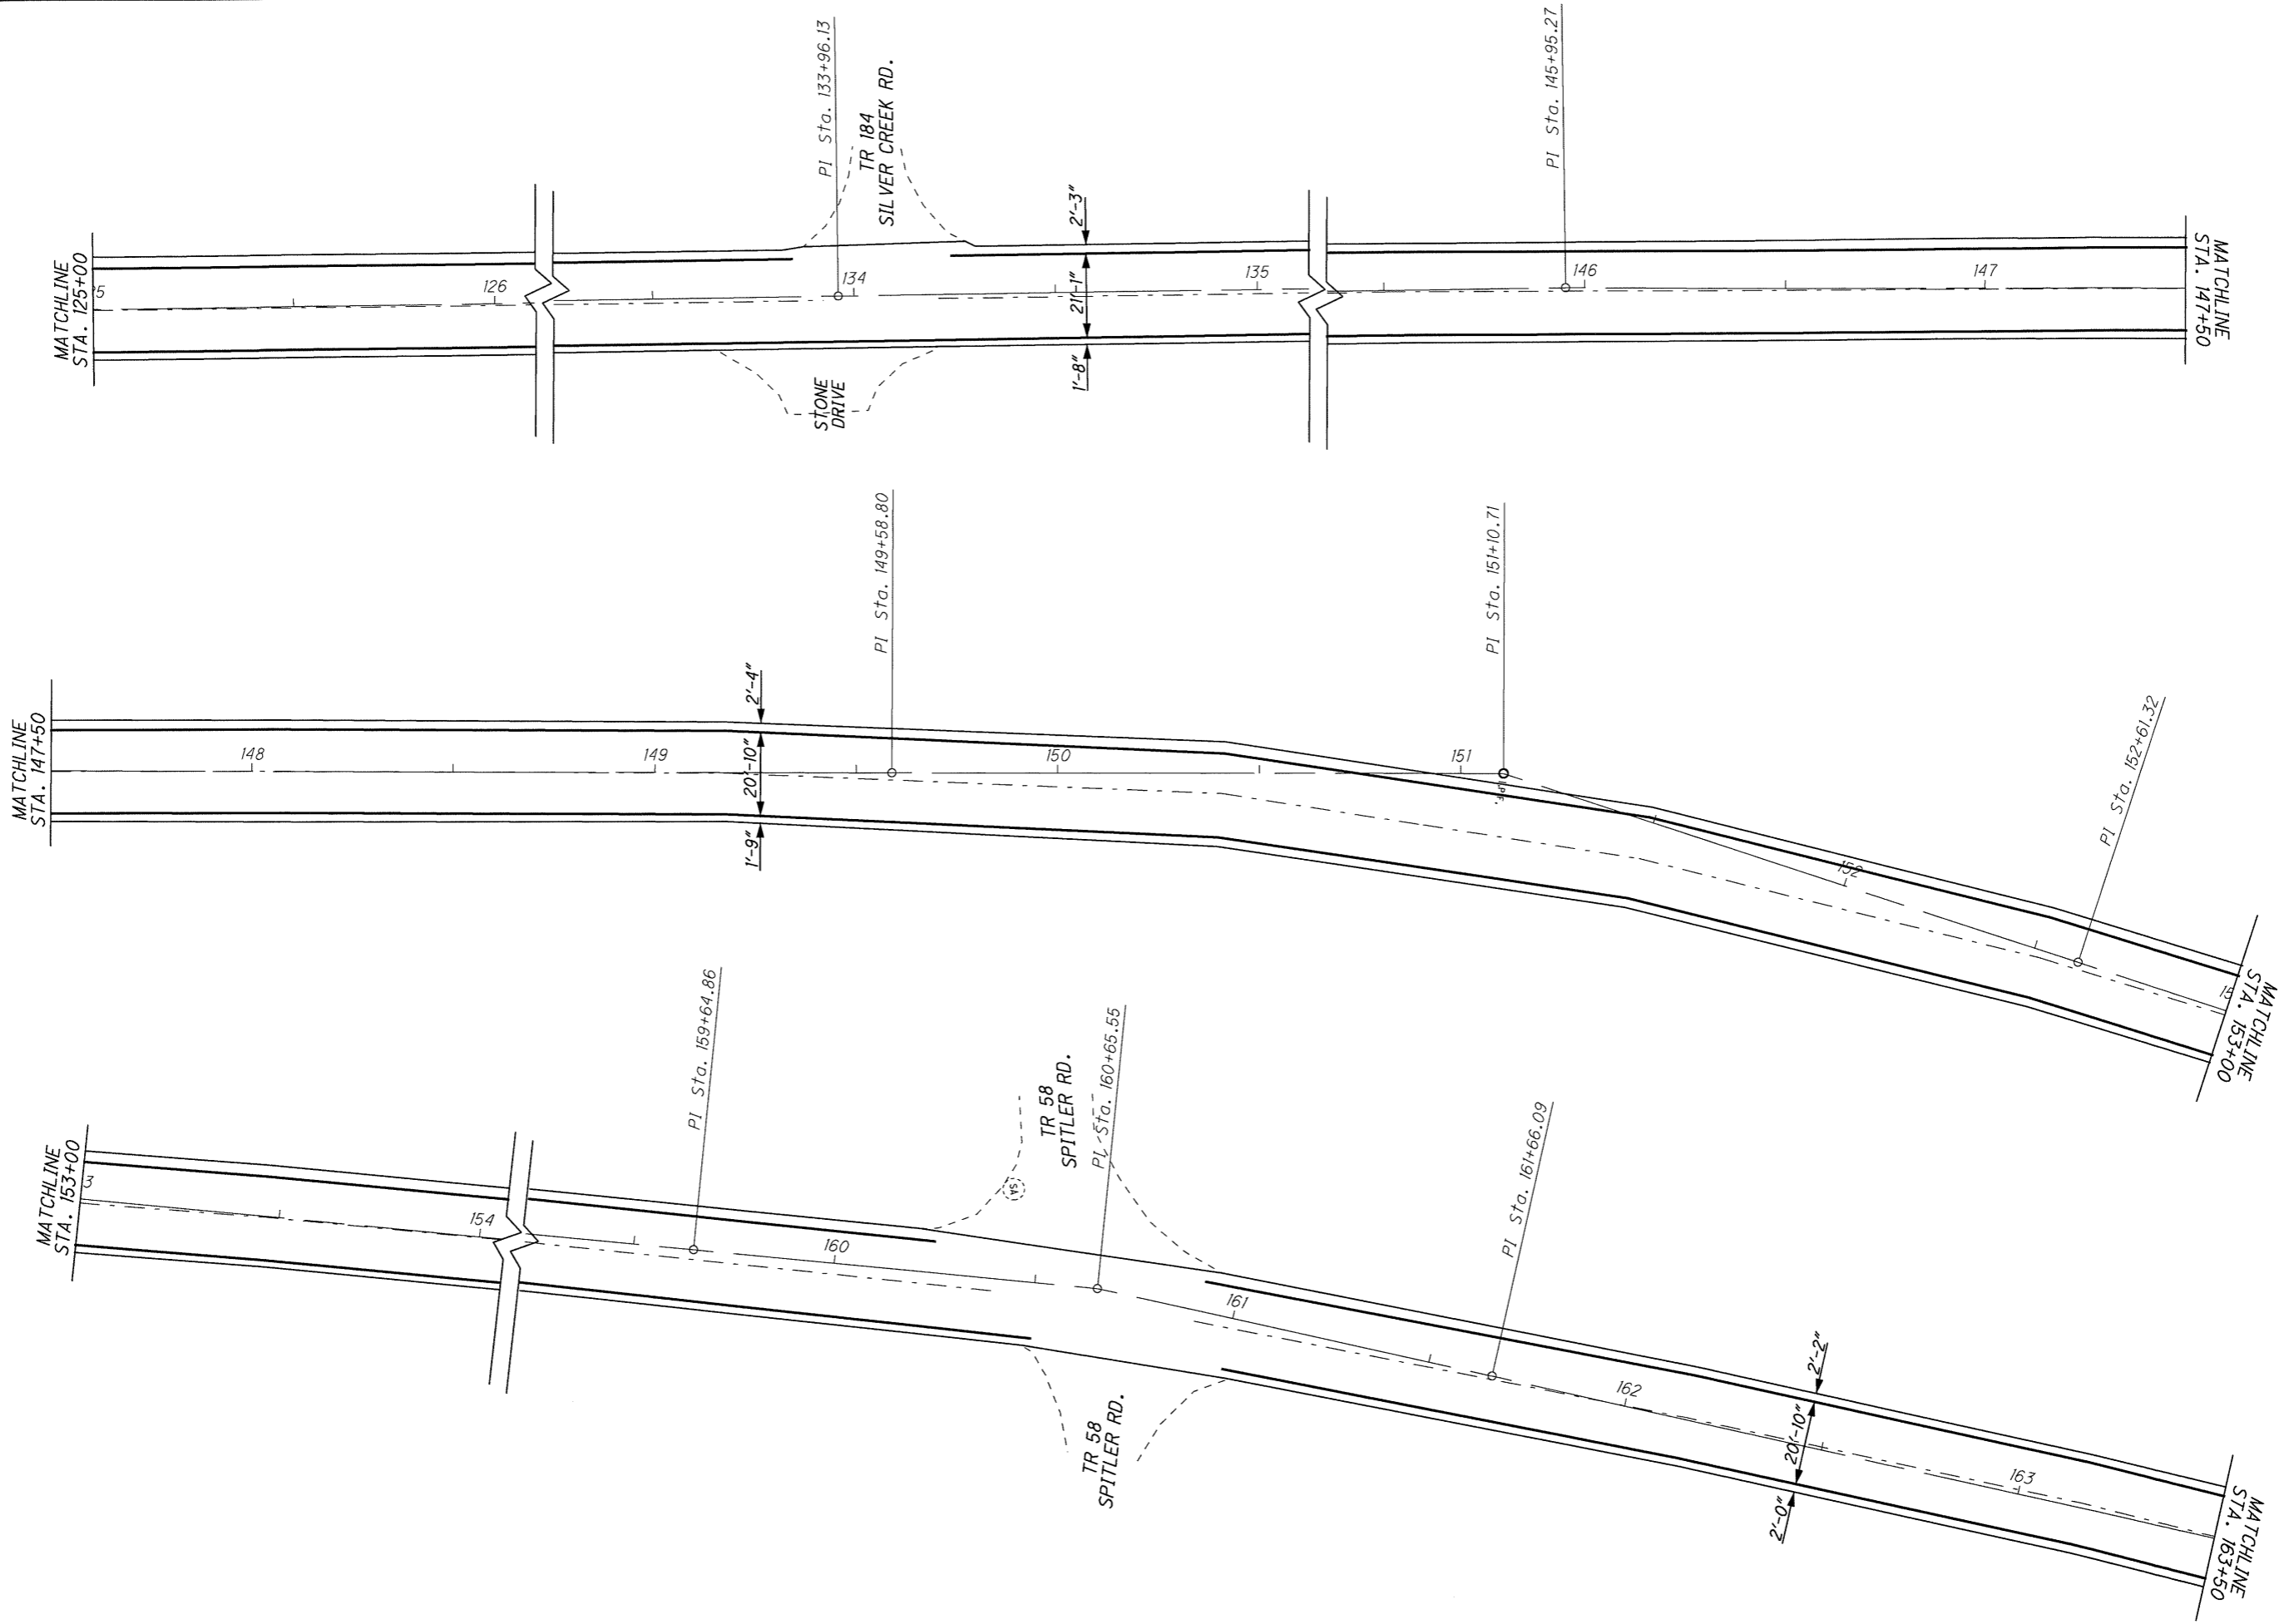 PI Sta. 133+96.13
TR 184
SILVER CREEK RD.
PI Sta. 145+95.27
MATCHLINE
STA. 125+00
5
126
134
2'-3"
21'-1"
1'-8"
135
146
147
MATCHLINE
STA. 147+50
STONE
DRIVE
MATCHLINE
STA. 147+50
148
149
2'-4"
20'-10"
1'-9"
PI Sta. 149+58.80
150
151
PI Sta. 151+10.71
152
PI Sta. 152+61.32
15
MATCHLINE
STA. 153+00
MATCHLINE
STA. 153+00
3
154
PI Sta. 159+64.86
160
TR 58
SPITLER RD.
SA
PI Sta. 160+65.55
161
PI Sta. 161+66.09
TR 58
SPITLER RD.
162
2'-2"
20'-10"
2'-0"
163
MATCHLINE
STA. 163+50